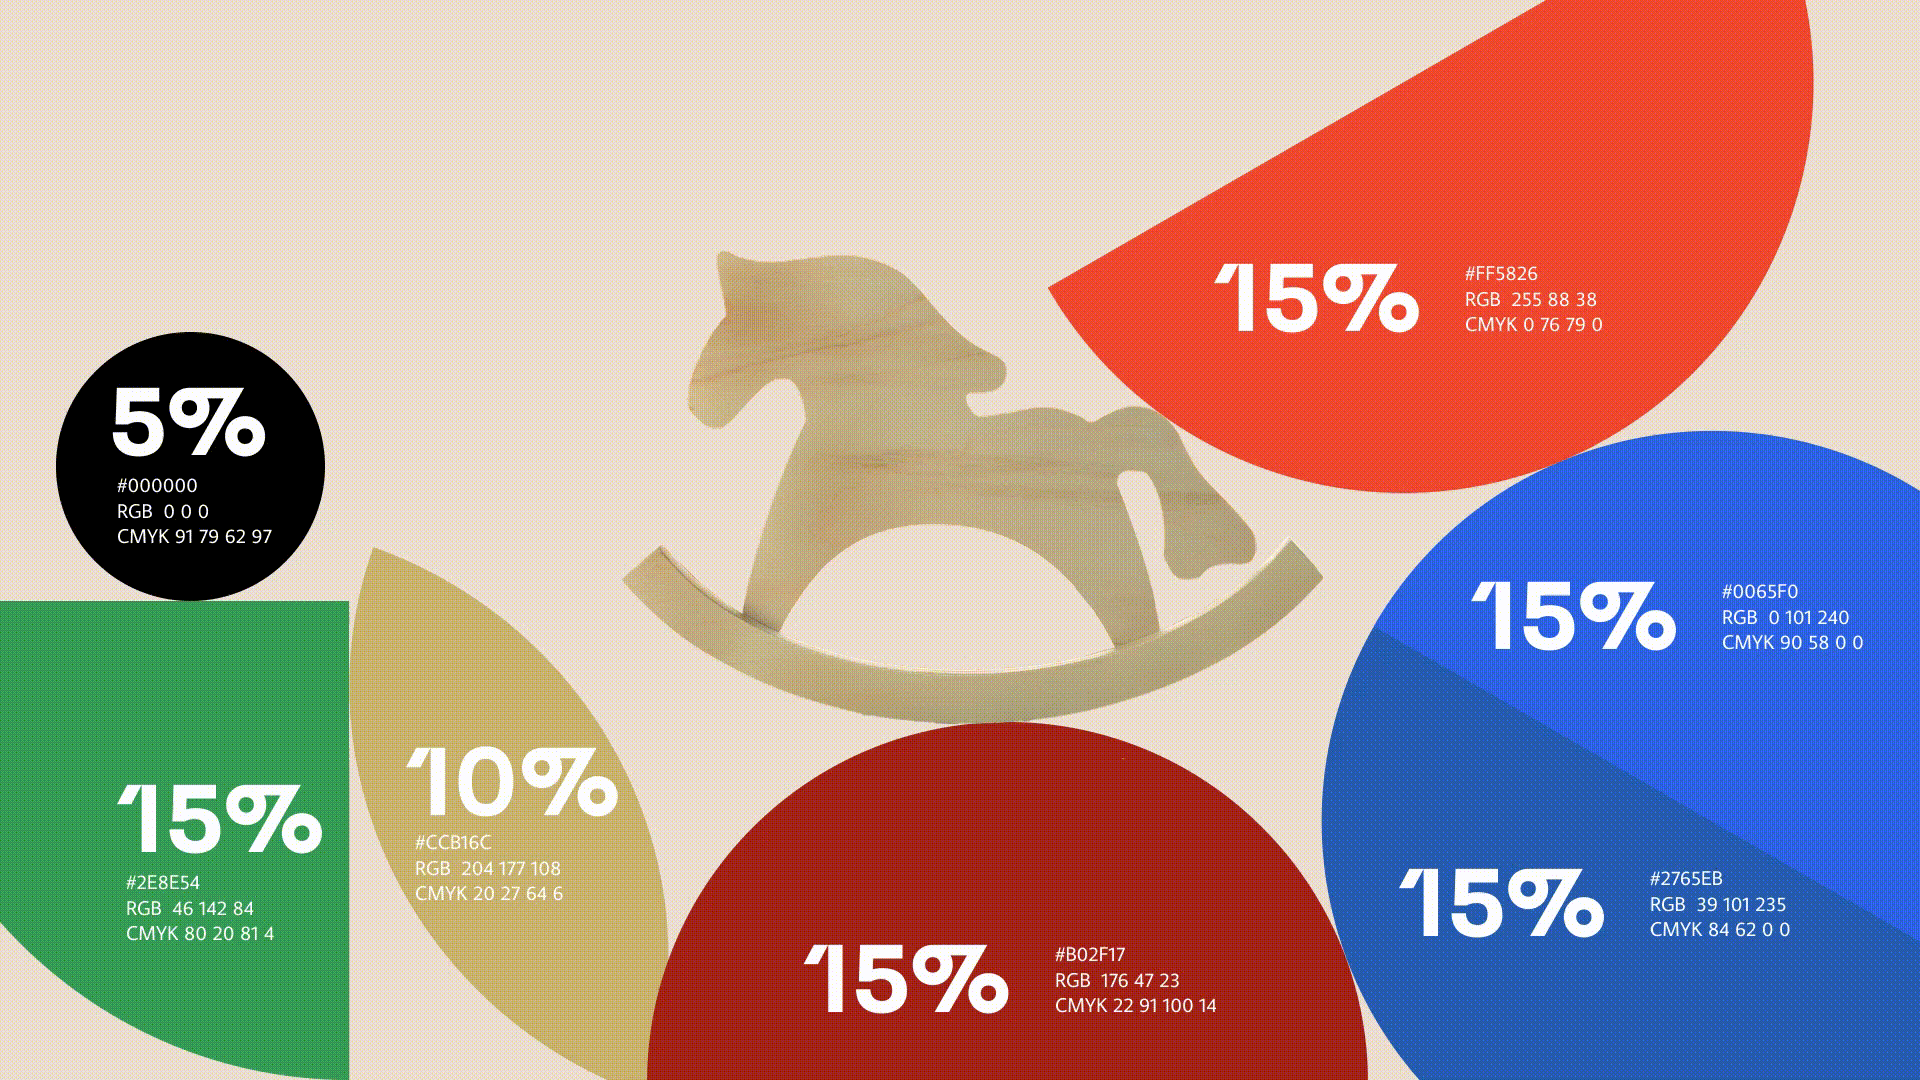 15%
#FF5826
RGB 255 88 38
CMYK 0 76 79 0
5%
#000000
RGB 0 0 0
CMYK 91 79 62 97
15%
#0065F0
RGB 0 101 240
CMYK 90 58 0 0
15%
#2E8E54
RGB 46 142 84
CMYK 80 20 81 4
10%
#CCB16C
RGB 204 177 108
CMYK 20 27 64 6
15%
#B02F17
RGB 176 47 23
CMYK 22 91 100 14
15%
#2765EB
RGB 39 101 235
CMYK 84 62 0 0